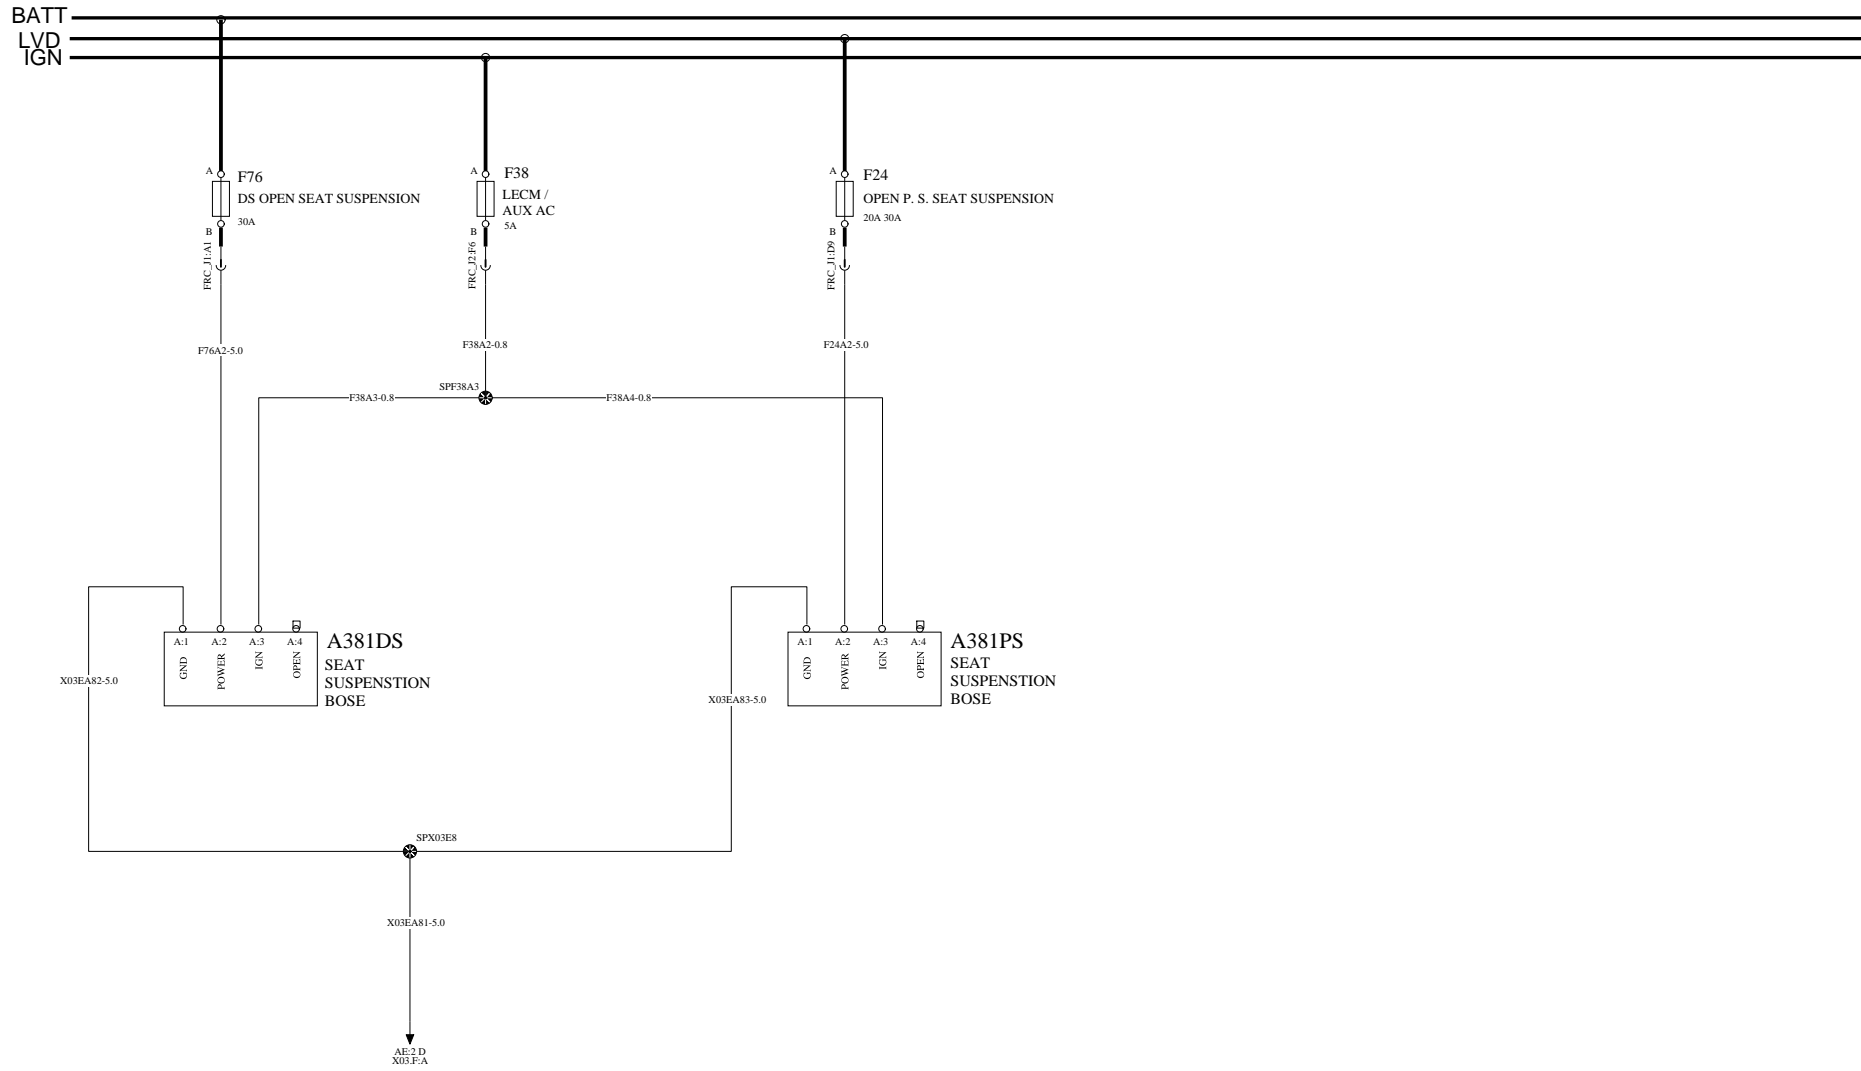 BATT
LVD
IGN
A
F76
DS OPEN SEAT SUSPENSION
30A
B
FRC_J1:A1
A
F38
LECM /
AUX AC
5A
B
FRC_J2:F6
A
F24
OPEN P. S. SEAT SUSPENSION
20A 30A
B
FRC_J1:D9
F76A2-5.0
F38A2-0.8
F24A2-5.0
SPF38A3
F38A3-0.8
F38A4-0.8
A:1
A:2
A:3
A:4
GND
POWER
IGN
OPEN
A381DS
SEAT
SUSPENSTION
BOSE
A:1
A:2
A:3
A:4
GND
POWER
IGN
OPEN
A381PS
SEAT
SUSPENSTION
BOSE
X03EA82-5.0
X03EA83-5.0
SPX03E8
X03EA81-5.0
AE:2 D
X03.F:A